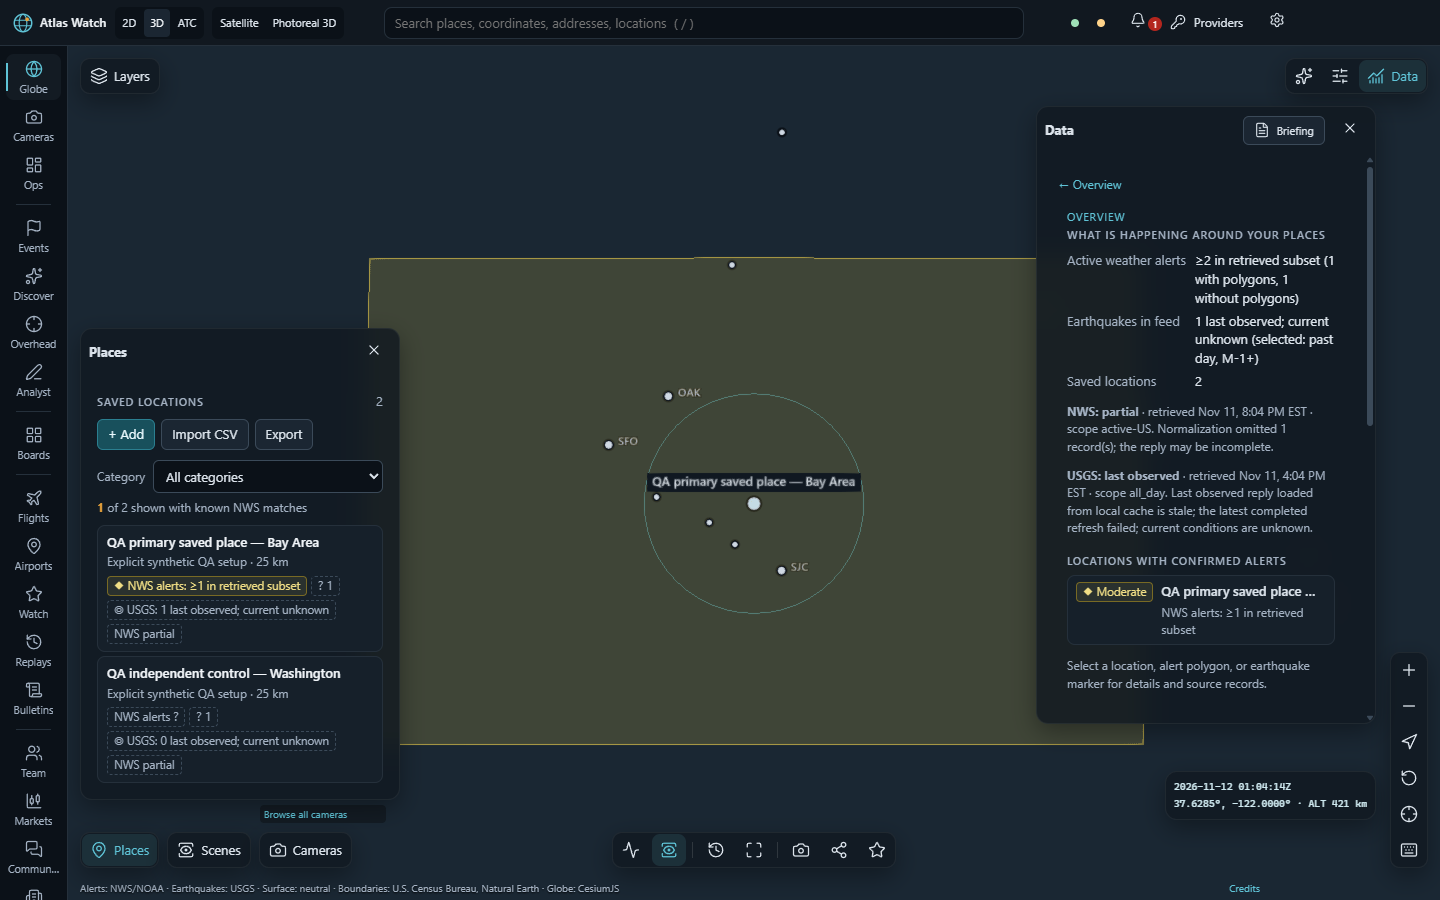 Atlas Watch
2D
3D
ATC
Satellite
Photoreal 3D
Search places, coordinates, addresses, locations ( / )
1
Providers
Globe
Cameras
Ops
Events
Discover
Overhead
Analyst
Boards
Flights
Airports
Watch
Replays
Bulletins
Team
Markets
Commun...
Layers
Data
OAK
SFO
QA primary saved place — Bay Area
SJC
Places
SAVED LOCATIONS
2
+ Add
Import CSV
Export
Category
All categories
1 of 2 shown with known NWS matches
QA primary saved place — Bay Area
Explicit synthetic QA setup · 25 km
◆ NWS alerts: ≥1 in retrieved subset
? 1
◎ USGS: 1 last observed; current unknown
NWS partial
QA independent control — Washington
Explicit synthetic QA setup · 25 km
NWS alerts ?
? 1
◎ USGS: 0 last observed; current unknown
NWS partial
Browse all cameras
Places
Scenes
Cameras
Data
Briefing
← Overview
OVERVIEW
WHAT IS HAPPENING AROUND YOUR PLACES
Active weather alerts
≥2 in retrieved subset (1
with polygons, 1
without polygons)
Earthquakes in feed
1 last observed; current
unknown (selected: past
day, M-1+)
Saved locations
2
NWS: partial · retrieved Nov 11, 8:04 PM EST ·
scope active-US. Normalization omitted 1
record(s); the reply may be incomplete.
USGS: last observed · retrieved Nov 11, 4:04 PM
EST · scope all_day. Last observed reply loaded
from local cache is stale; the latest completed
refresh failed; current conditions are unknown.
LOCATIONS WITH CONFIRMED ALERTS
◆ Moderate
QA primary saved place ...
NWS alerts: ≥1 in retrieved
subset
Select a location, alert polygon, or earthquake
marker for details and source records.
2026-11-12 01:04:14Z
37.6285°, -122.0000° · ALT 421 km
Alerts: NWS/NOAA · Earthquakes: USGS · Surface: neutral · Boundaries: U.S. Census Bureau, Natural Earth · Globe: CesiumJS
Credits